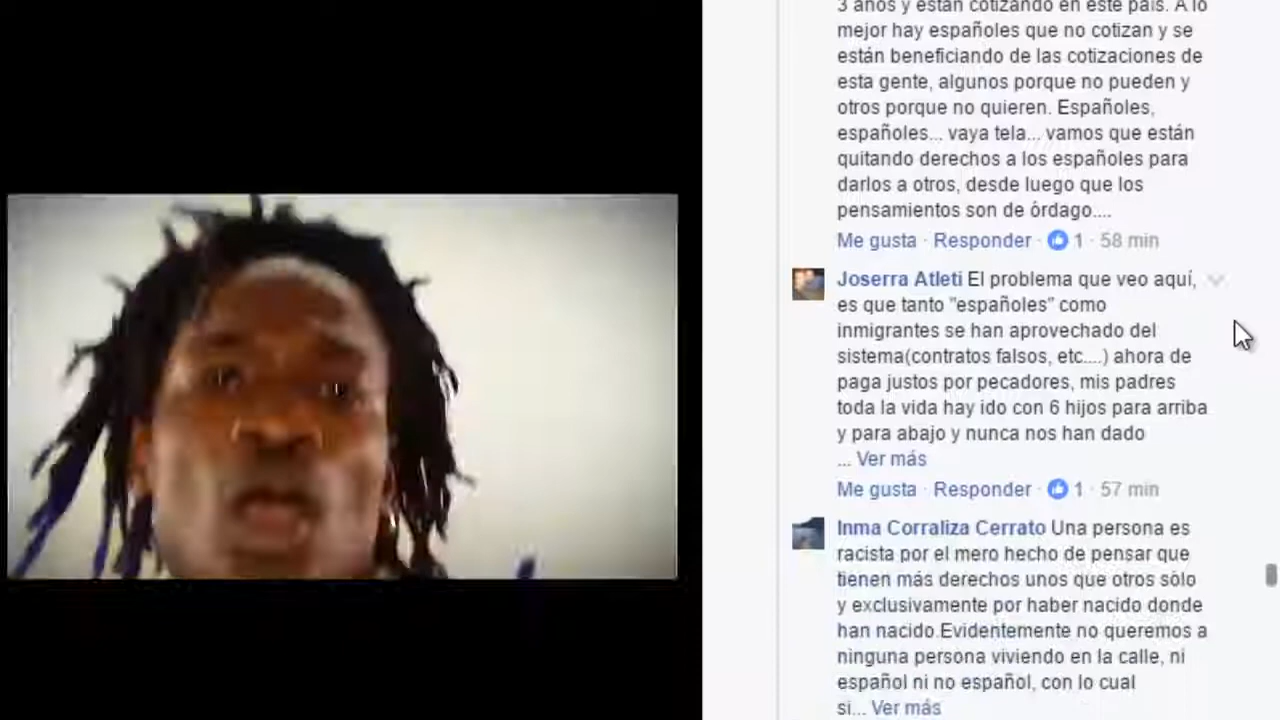 3 años y están cotizando en este país. A lo
mejor hay españoles que no cotizan y se
están beneficiando de las cotizaciones de
esta gente, algunos porque no pueden y
otros porque no quieren. Españoles,
españoles... vaya tela... vamos que están
quitando derechos a los españoles para
darlos a otros, desde luego que los
pensamientos son de órdago....
Me gusta · Responder · 1 · 58 min
Joserra Atleti El problema que veo aquí,
es que tanto "españoles" como
inmigrantes se han aprovechado del
sistema(contratos falsos, etc....) ahora de
paga justos por pecadores, mis padres
toda la vida hay ido con 6 hijos para arriba
y para abajo y nunca nos han dado
... Ver más
Me gusta · Responder · 1 · 57 min
Inma Corraliza Cerrato Una persona es
racista por el mero hecho de pensar que
tienen más derechos unos que otros sólo
y exclusivamente por haber nacido donde
han nacido.Evidentemente no queremos a
ninguna persona viviendo en la calle, ni
español ni no español, con lo cual
si... Ver más